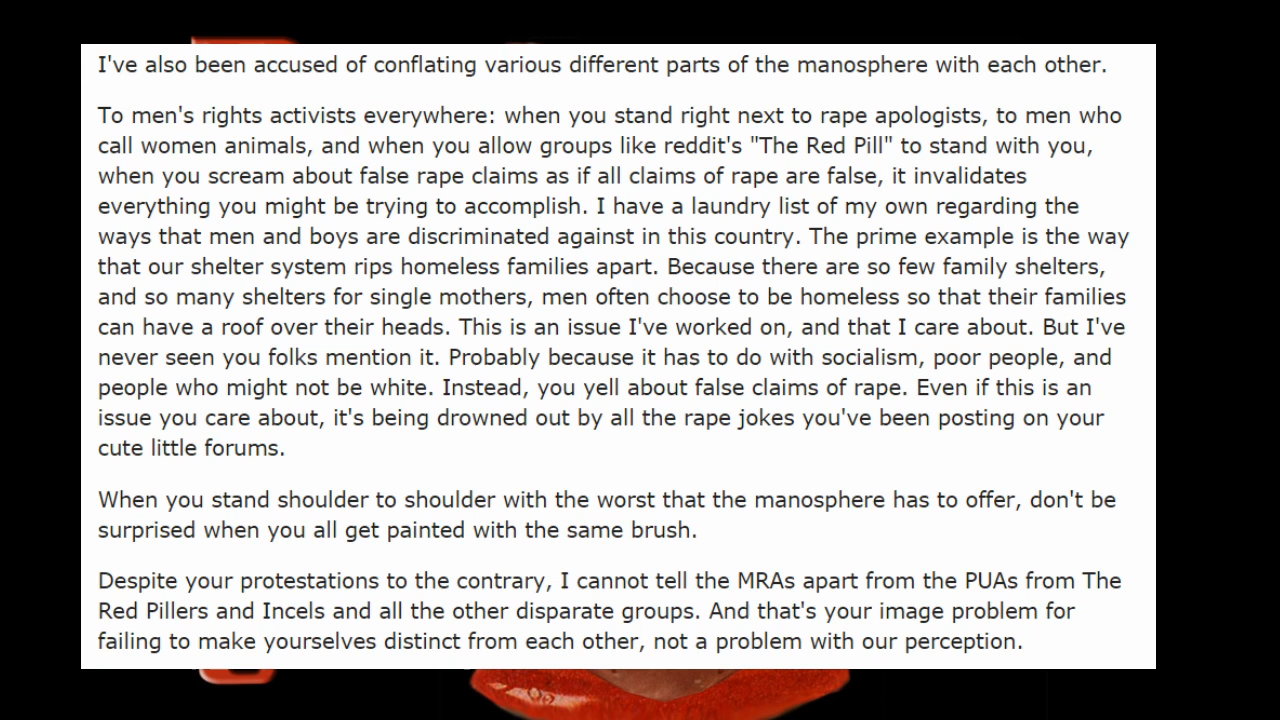 I've also been accused of conflating various different parts of the manosphere with each other.
To men's rights activists everywhere: when you stand right next to rape apologists, to men who
call women animals, and when you allow groups like reddit's "The Red Pill" to stand with you,
when you scream about false rape claims as if all claims of rape are false, it invalidates
everything you might be trying to accomplish. I have a laundry list of my own regarding the
ways that men and boys are discriminated against in this country. The prime example is the way
that our shelter system rips homeless families apart. Because there are so few family shelters,
and so many shelters for single mothers, men often choose to be homeless so that their families
can have a roof over their heads. This is an issue I've worked on, and that I care about. But I've
never seen you folks mention it. Probably because it has to do with socialism, poor people, and
people who might not be white. Instead, you yell about false claims of rape. Even if this is an
issue you care about, it's being drowned out by all the rape jokes you've been posting on your
cute little forums.
When you stand shoulder to shoulder with the worst that the manosphere has to offer, don't be
surprised when you all get painted with the same brush.
Despite your protestations to the contrary, I cannot tell the MRAs apart from the PUAs from The
Red Pillers and Incels and all the other disparate groups. And that's your image problem for
failing to make yourselves distinct from each other, not a problem with our perception.